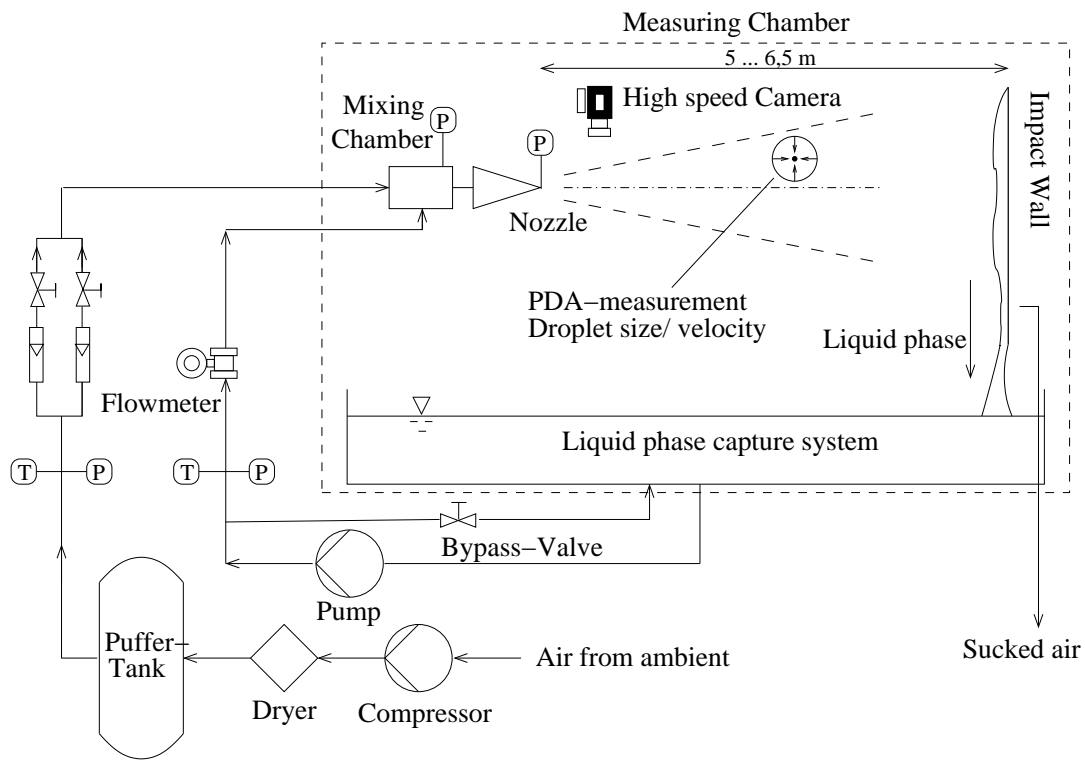 Measuring Chamber
5 ... 6,5 m
High speed Camera
Mixing
Chamber
P
P
Impact Wall
Nozzle
PDA−measurement
Droplet size/ velocity
Liquid phase
Flowmeter
Liquid phase capture system
T
P
T
P
Bypass−Valve
Pump
Puffer−
Tank
Air from ambient
Sucked air
Dryer
Compressor